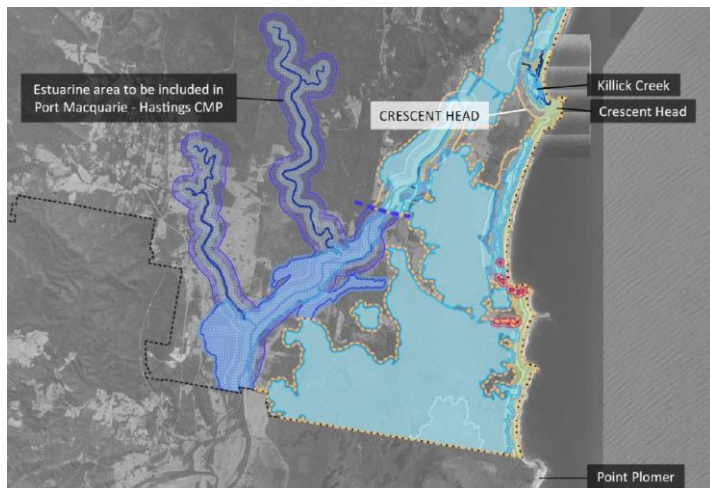 Estuarine area to be included in
Port Macquarie - Hastings CMP
Killick Creek
CRESCENT HEAD
Crescent Head
Point Plomer